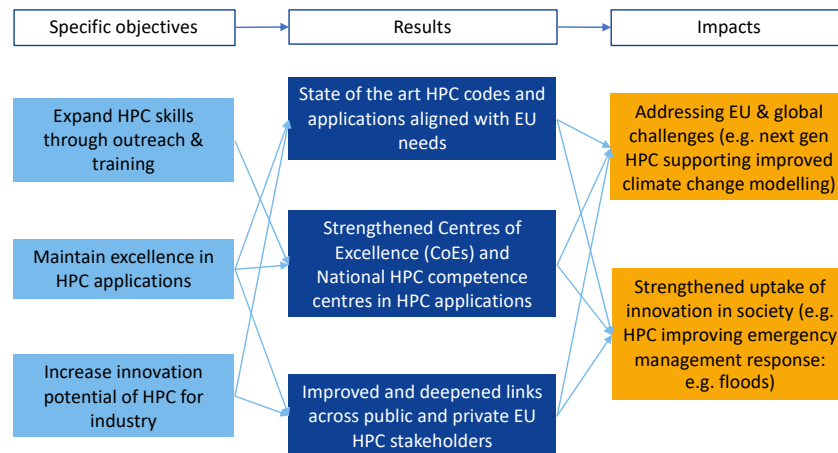 Specific objectives
Results
Impacts
Expand HPC skills
through outreach &
training
Maintain excellence in
HPC applications
Increase innovation
potential of HPC for
industry
State of the art HPC codes and
applications aligned with EU
needs
Strengthened Centres of
Excellence (CoEs) and
National HPC competence
centres in HPC applications
Improved and deepened links
across public and private EU
HPC stakeholders
Addressing EU & global
challenges (e.g. next gen
HPC supporting improved
climate change modelling)
Strengthened uptake of
innovation in society (e.g.
HPC improving emergency
management response:
e.g. floods)